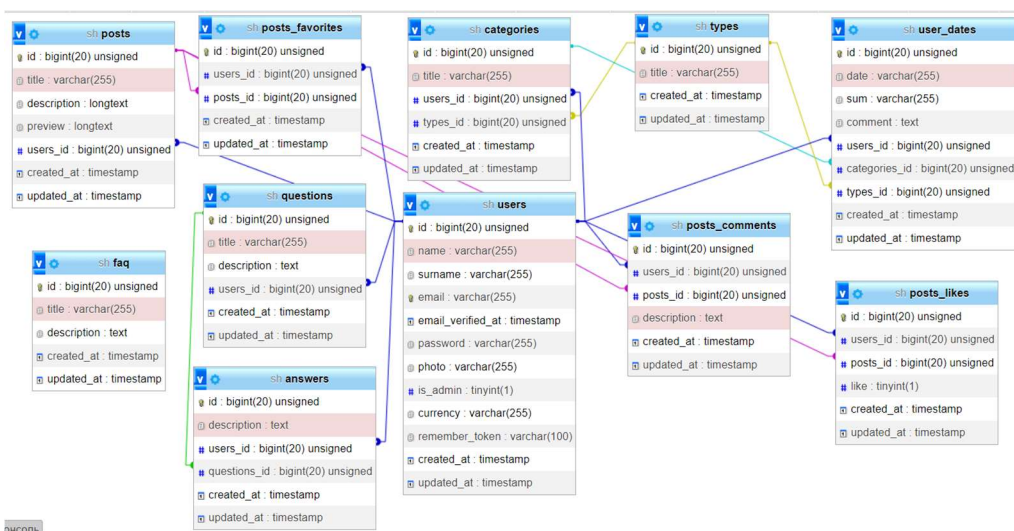 sh posts
id : bigint(20) unsigned
title : varchar(255)
description : longtext
preview : longtext
users_id : bigint(20) unsigned
created_at : timestamp
updated_at : timestamp
sh posts_favorites
id : bigint(20) unsigned
users_id : bigint(20) unsigned
posts_id : bigint(20) unsigned
created_at : timestamp
updated_at : timestamp
sh categories
id : bigint(20) unsigned
title : varchar(255)
users_id : bigint(20) unsigned
types_id : bigint(20) unsigned
created_at : timestamp
updated_at : timestamp
sh types
id : bigint(20) unsigned
title : varchar(255)
created_at : timestamp
updated_at : timestamp
sh user_dates
id : bigint(20) unsigned
date : varchar(255)
sum : varchar(255)
comment : text
users_id : bigint(20) unsigned
categories_id : bigint(20) unsigned
types_id : bigint(20) unsigned
created_at : timestamp
updated_at : timestamp
sh questions
id : bigint(20) unsigned
title : varchar(255)
description : text
users_id : bigint(20) unsigned
created_at : timestamp
updated_at : timestamp
sh users
id : bigint(20) unsigned
name : varchar(255)
surname : varchar(255)
email : varchar(255)
email_verified_at : timestamp
password : varchar(255)
photo : varchar(255)
is_admin : tinyint(1)
currency : varchar(255)
remember_token : varchar(100)
created_at : timestamp
updated_at : timestamp
sh posts_comments
id : bigint(20) unsigned
users_id : bigint(20) unsigned
posts_id : bigint(20) unsigned
description : text
created_at : timestamp
updated_at : timestamp
sh faq
id : bigint(20) unsigned
title : varchar(255)
description : text
created_at : timestamp
updated_at : timestamp
sh posts_likes
id : bigint(20) unsigned
users_id : bigint(20) unsigned
posts_id : bigint(20) unsigned
like : tinyint(1)
created_at : timestamp
updated_at : timestamp
sh answers
id : bigint(20) unsigned
description : text
users_id : bigint(20) unsigned
questions_id : bigint(20) unsigned
created_at : timestamp
updated_at : timestamp